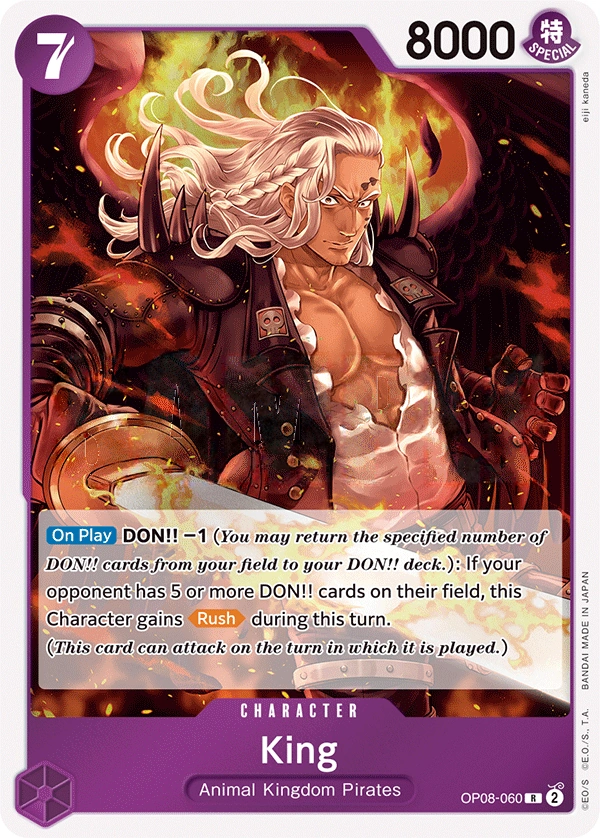 7
8000
特
SPECIAL
eiji kaneda
On Play DON!! −1 (You may return the specified number of
DON!! cards from your field to your DON!! deck.): If your
opponent has 5 or more DON!! cards on their field, this
Character gains Rush during this turn.
(This card can attack on the turn in which it is played.)
CHARACTER
King
Animal Kingdom Pirates
OP08-060 R 2
©EO/S ©E.O./S., T.A. BANDAI MADE IN JAPAN